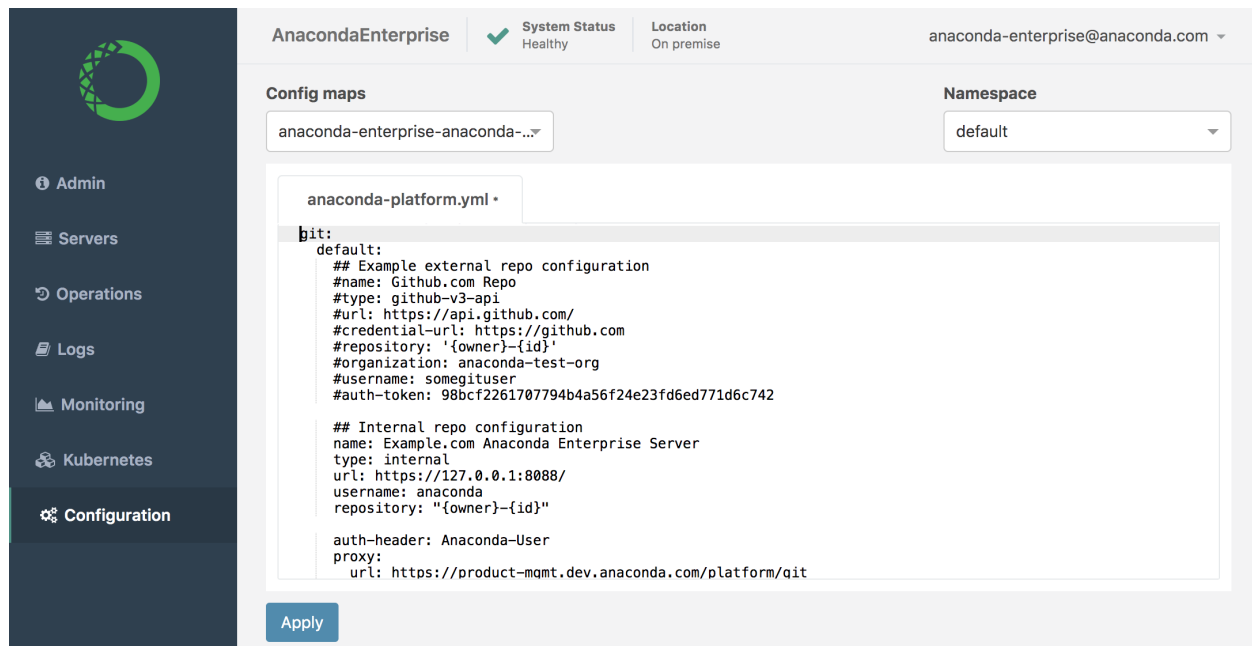 AnacondaEnterprise
System Status
Healthy
Location
On premise
anaconda-enterprise@anaconda.com
Admin
Servers
Operations
Logs
Monitoring
Kubernetes
Configuration
Config maps
anaconda-enterprise-anaconda-...
Namespace
default
anaconda-platform.yml •
git:
default:
## Example external repo configuration
#name: Github.com Repo
#type: github-v3-api
#url: https://api.github.com/
#credential-url: https://github.com
#repository: '{owner}-{id}'
#organization: anaconda-test-org
#username: somegituser
#auth-token: 98bcf2261707794b4a56f24e23fd6ed771d6c742
## Internal repo configuration
name: Example.com Anaconda Enterprise Server
type: internal
url: https://127.0.0.1:8088/
username: anaconda
repository: "{owner}-{id}"
auth-header: Anaconda-User
proxy:
url: https://product-mgmt.dev.anaconda.com/platform/git
Apply